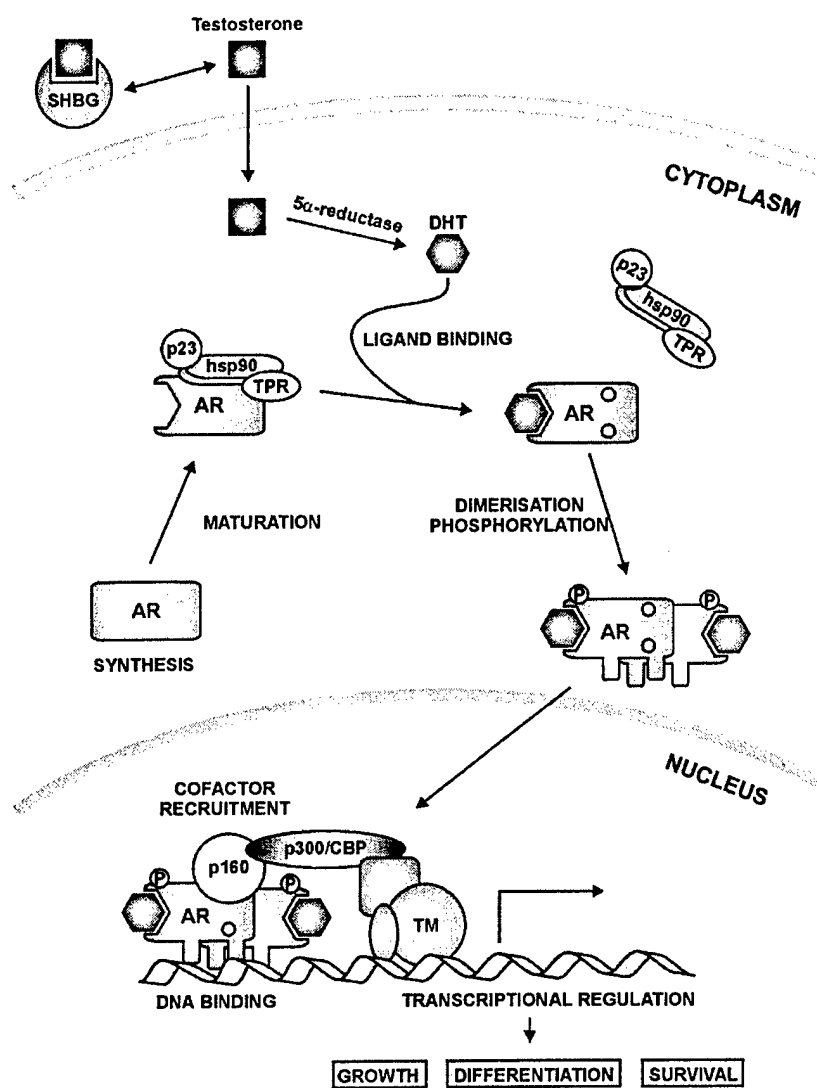 Testosterone
SHBG
CYTOPLASM
5α-reductase
DHT
p23
hsp90
TPR
LIGAND BINDING
p23
hsp90
TPR
AR
AR
MATURATION
DIMERISATION
PHOSPHORYLATION
AR
SYNTHESIS
P
P
AR
NUCLEUS
COFACTOR
RECRUITMENT
p160
p300/CBP
P
P
AR
TM
DNA BINDING
TRANSCRIPTIONAL REGULATION
GROWTH
DIFFERENTIATION
SURVIVAL